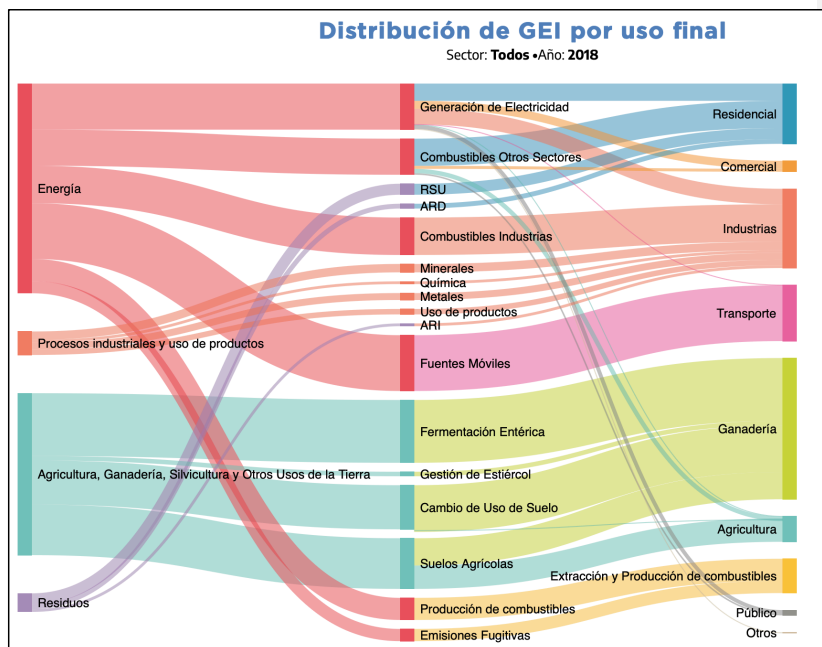 Distribución de GEI por uso final
Sector: Todos •Año: 2018
Energía
Procesos industriales y uso de productos
Agricultura, Ganadería, Silvicultura y Otros Usos de la Tierra
Residuos
Generación de Electricidad
Combustibles Otros Sectores
RSU
ARD
Combustibles Industrias
Minerales
Química
Metales
Uso de productos
ARI
Fuentes Móviles
Fermentación Entérica
Gestión de Estiércol
Cambio de Uso de Suelo
Suelos Agrícolas
Producción de combustibles
Emisiones Fugitivas
Residencial
Comercial
Industrias
Transporte
Ganadería
Agricultura
Extracción y Producción de combustibles
Público
Otros